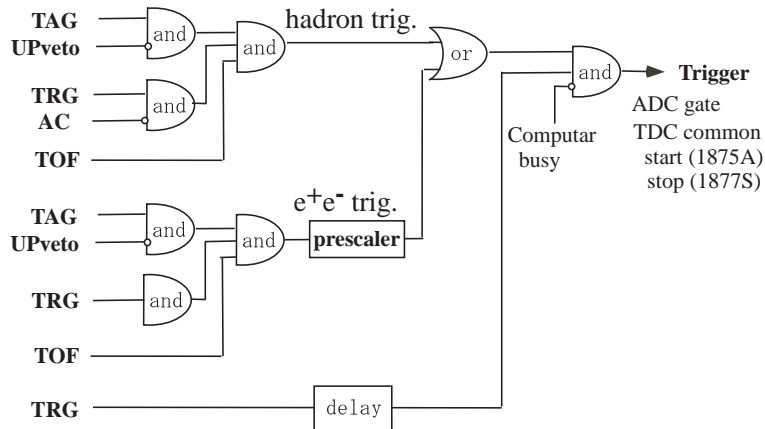 TAG
UPveto
and
and
hadron trig.
TRG
AC
and
TOF
or
and
Trigger
ADC gate
TDC common
start (1875A)
stop (1877S)
Computar
busy
TAG
UPveto
and
and
e+e- trig.
prescaler
TRG
and
TOF
TRG
delay